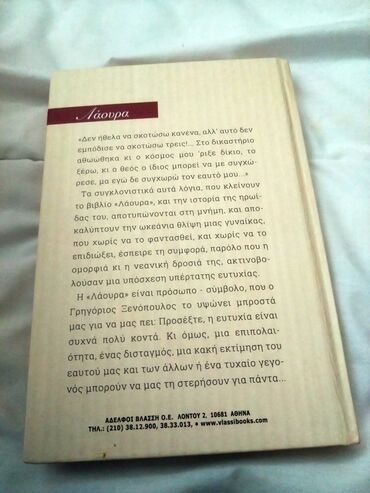 Λάουρα
«Δεν ήθελα να σκοτώσω κανένα, αλλ' αυτο δεν
εμπόδισε να σκοτώσω τρεις!... Στο δικαστήριο
αθωώθηκα κι ο κόσμος μου 'ριξε δίκιο, το
ξέρω, κι ο θεός ο ίδιος μπορεί να με συγχώ-
ρεσε, μα εγώ δε συγχωρώ τον εαυτό μου...»
Τα συγκλονιστικά αυτά λόγια, που κλείνουν
το βιβλίο «Λάουρα», και την ιστορία της ηρωί-
δας του, αποτυπώνονται στη μνήμη, και απο-
καλύπτουν την ωκεάνια θλίψη μιας γυναίκας,
που χωρίς να το φαντασθεί, και χωρίς να το
επιδιώξει, έσπειρε τη συμφορά, παρόλο που η
ομορφιά κι η νεανική δροσιά της, ακτινοβο-
λούσαν μια υπόσχεση υπέρτατης ευτυχίας.
Η «Λάουρα» είναι πρόσωπο - σύμβολο, που ο
Γρηγόριος Ξενόπουλος το υψώνει μπροστά
μας για να μας πει: Προσέξτε, η ευτυχία είναι
συχνά πολύ κοντά. Κι όμως, μια επιπολαι-
ότητα, ένας δισταγμός, μια κακή εκτίμηση του
εαυτού μας και των άλλων ή ένα τυχαίο γεγο-
νός μπορούν να μας τη στερήσουν για πάντα...
ΑΔΕΛΦΟΙ ΒΛΑΣΣΗ Ο.Ε. ΛΟΝΤΟΥ 2, 10681 ΑΘΗΝΑ
ΤΗΛ.: (210) 38.12.900, 38.33.013, • www.vlassibooks.com